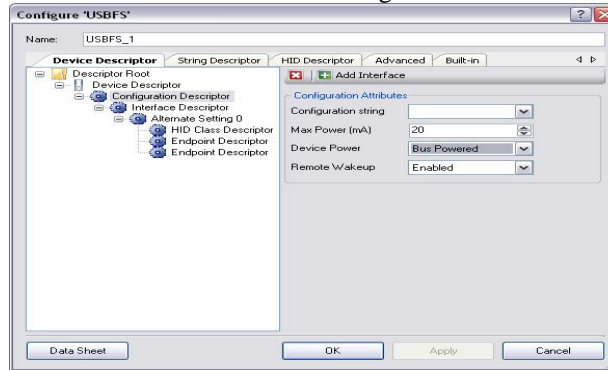 Configure 'USBFS'
Name: USBFS_1
Device Descriptor String Descriptor HID Descriptor Advanced Built-in
Descriptor Root
Device Descriptor
Configuration Descriptor
Interface Descriptor
Alternate Setting 0
HID Class Descriptor
Endpoint Descriptor
Endpoint Descriptor
Add Interface
Configuration Attributes
Configuration string
Max Power (mA) 20
Device Power Bus Powered
Remote Wakeup Enabled
Data Sheet OK Apply Cancel